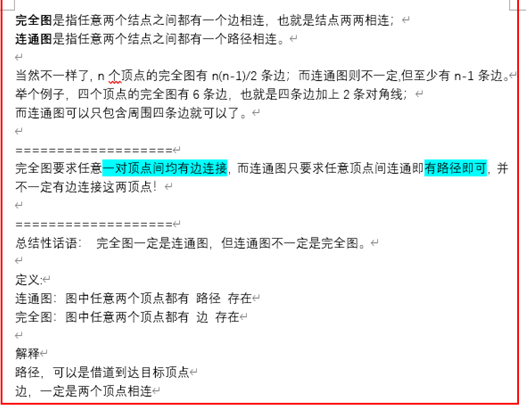 完全图是指任意两个结点之间都有一个边相连，也就是结点两两相连；
连通图是指任意两个结点之间都有一个路径相连。
当然不一样了, n 个顶点的完全图有 n(n-1)/2 条边；而连通图则不一定,但至少有 n-1 条边。
举个例子，四个顶点的完全图有 6 条边，也就是四条边加上 2 条对角线；
而连通图可以只包含周围四条边就可以了。
===================
完全图要求任意一对顶点间均有边连接，而连通图只要求任意顶点间连通即有路径即可，并
不一定有边连接这两顶点！
===================
总结性话语： 完全图一定是连通图，但连通图不一定是完全图。
定义:
连通图：图中任意两个顶点都有 路径 存在
完全图：图中任意两个顶点都有 边 存在
解释
路径，可以是借道到达目标顶点
边，一定是两个顶点相连